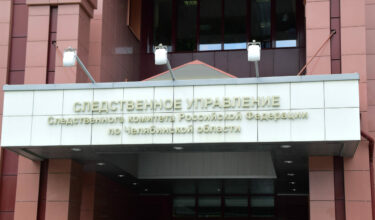 СЛЕДСТВЕННОЕ УПРАВЛЕНИЕ
Следственного комитета Российской Федерации
по Челябинской области